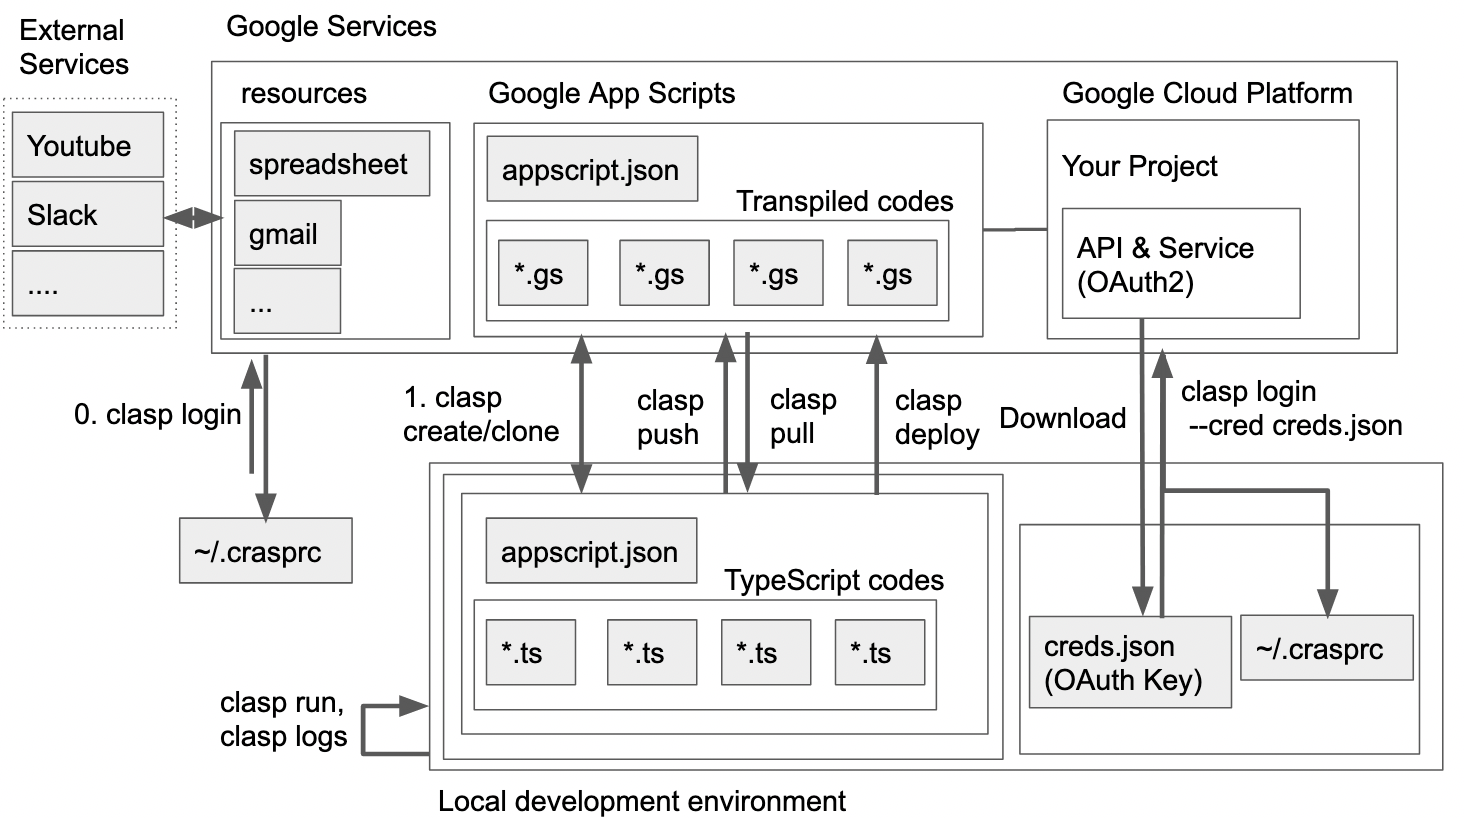 External
Services
Google Services
resources
Google App Scripts
Google Cloud Platform
Youtube
Slack
....
spreadsheet
gmail
...
appscript.json
Transpiled codes
*.gs
*.gs
*.gs
*.gs
Your Project
API & Service
(OAuth2)
0. clasp login
1. clasp
create/clone
clasp
push
clasp
pull
clasp
deploy
Download
clasp login
--cred creds.json
~/.crasprc
appscript.json
TypeScript codes
*.ts
*.ts
*.ts
*.ts
creds.json
(OAuth Key)
~/.crasprc
clasp run,
clasp logs
Local development environment